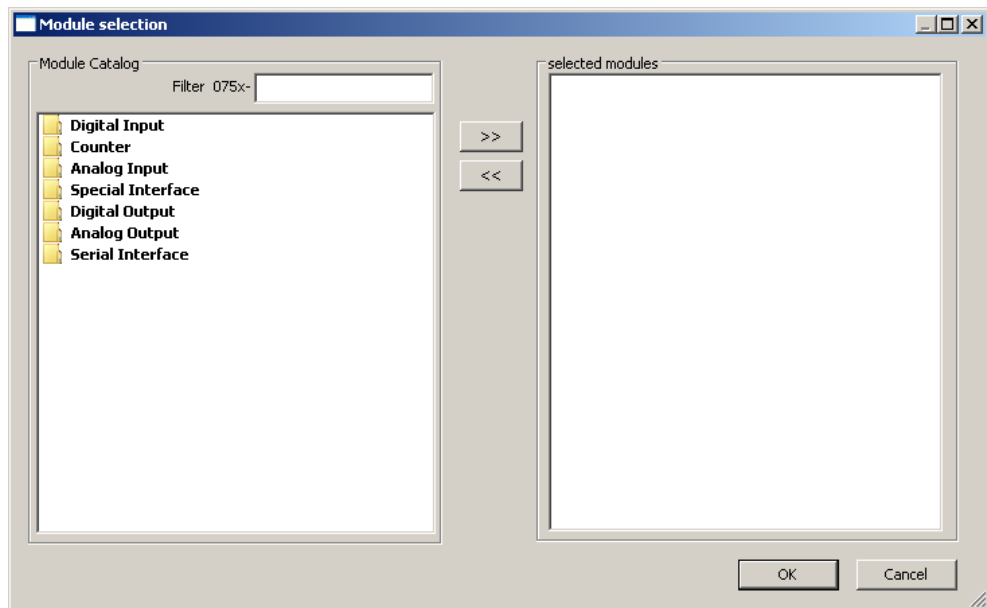 Module selection
Module Catalog
Filter 075x-
Digital Input
Counter
Analog Input
Special Interface
Digital Output
Analog Output
Serial Interface
>>
<<
selected modules
OK
Cancel